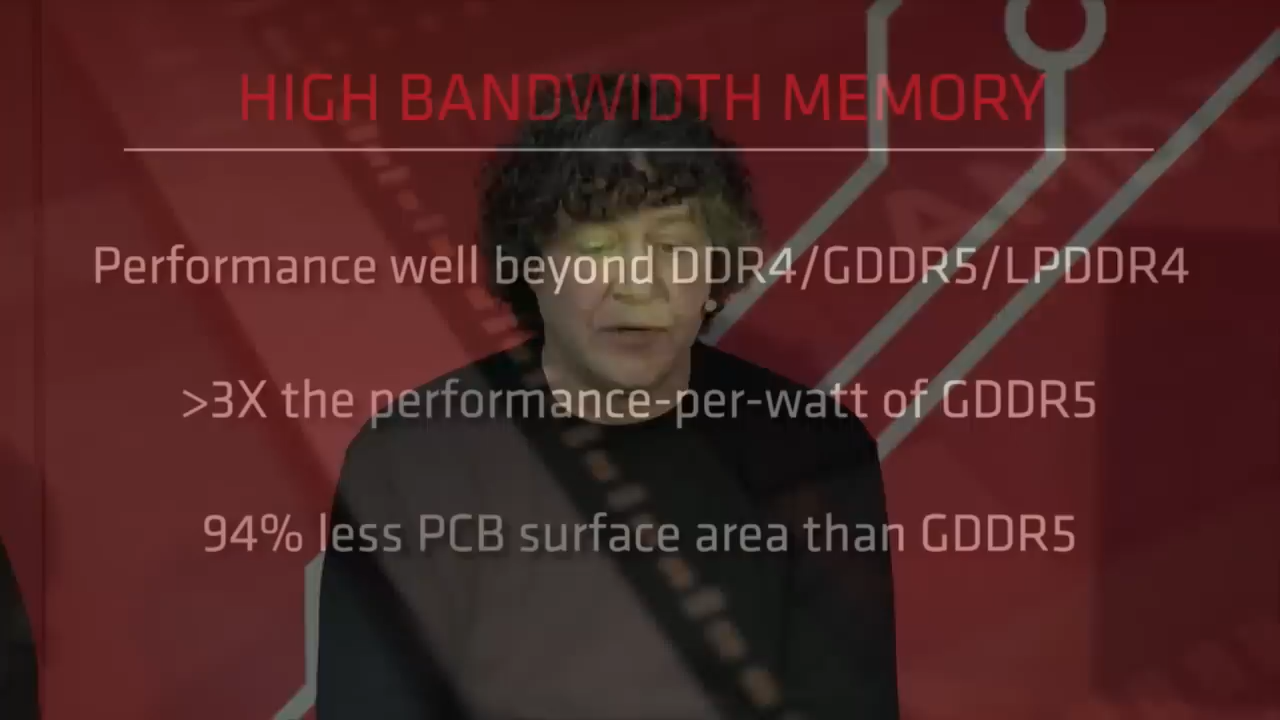 HIGH BANDWIDTH MEMORY
Performance well beyond DDR4/GDDR5/LPDDR4
>3X the performance-per-watt of GDDR5
94% less PCB surface area than GDDR5